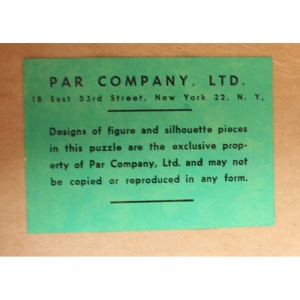 PAR COMPANY, LTD.
18 East 53rd Street, New York 22, N. Y.
Designs of figure and silhouette pieces
in this puzzle are the exclusive prop-
erty of Par Company, Ltd. and may not
be copied or reproduced in any form.